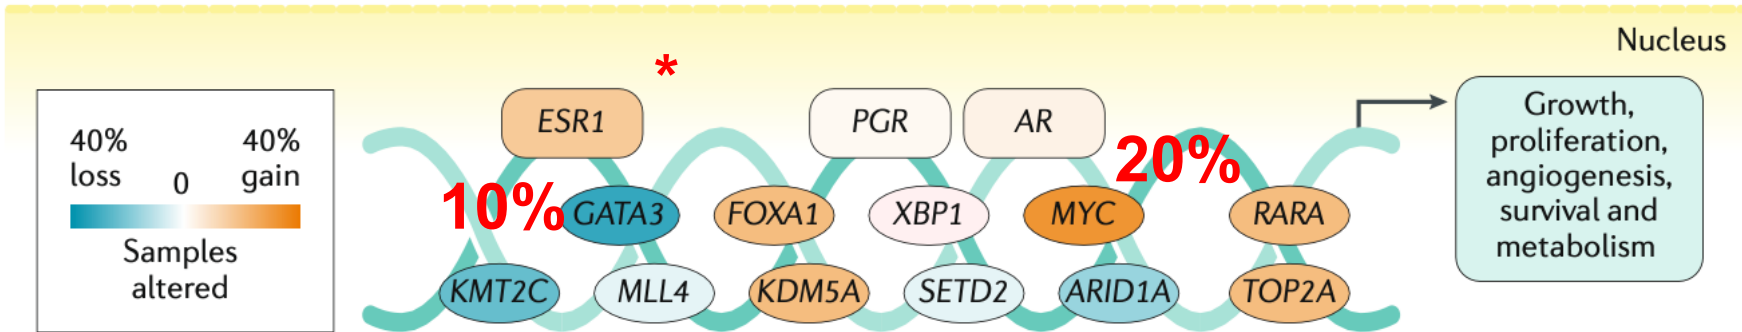 Nucleus
*
40%
loss
0
40%
gain
Samples
altered
ESR1
PGR
AR
10%
GATA3
FOXA1
XBP1
MYC
20%
RARA
KMT2C
MLL4
KDM5A
SETD2
ARID1A
TOP2A
Growth,
proliferation,
angiogenesis,
survival and
metabolism